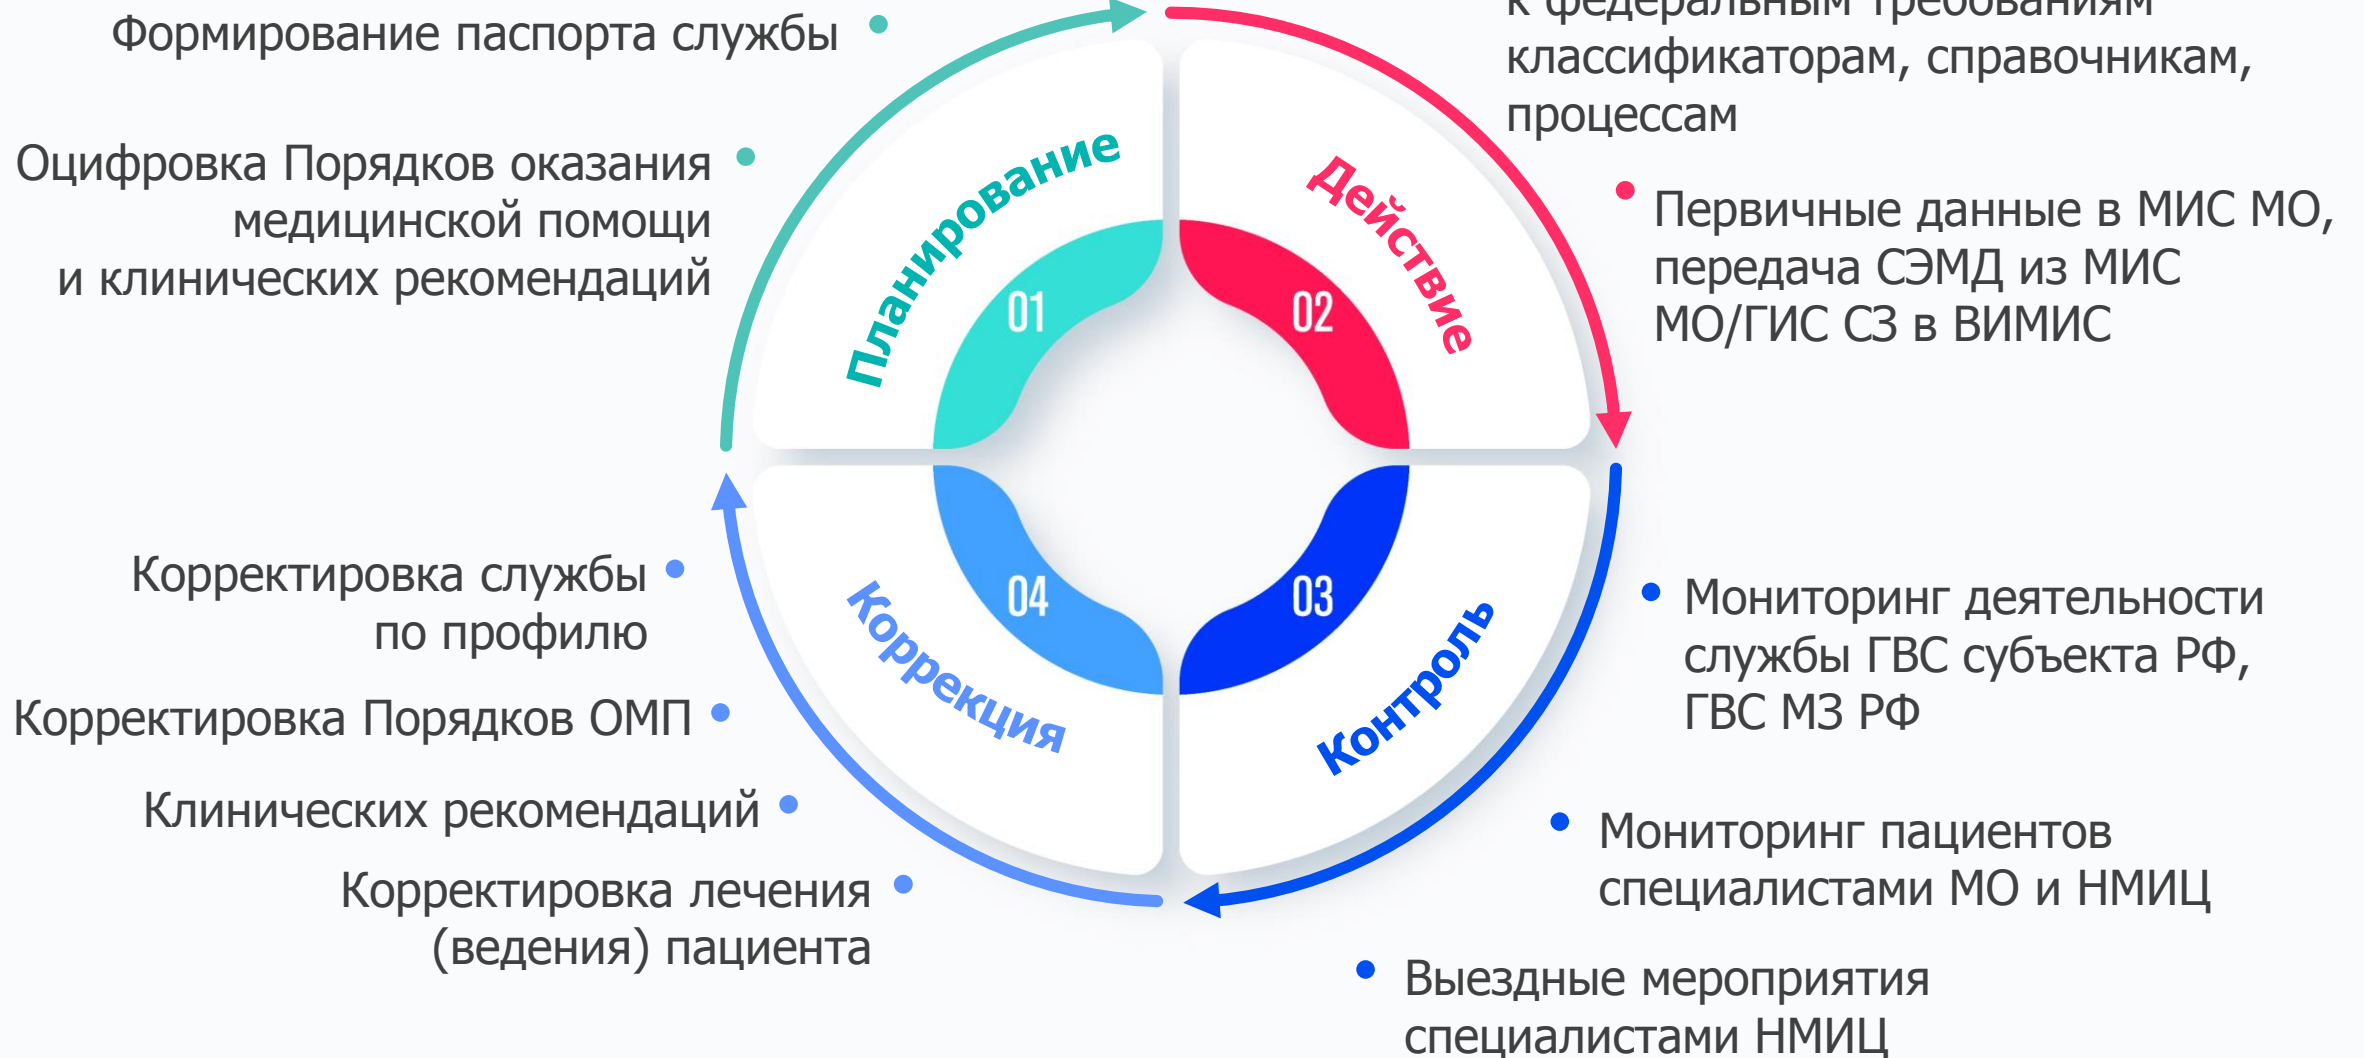 Формирование паспорта службы
Оцифровка Порядков оказания
медицинской помощи
и клинических рекомендаций
Планирование
01
к федеральным требованиям
классификаторам, справочникам,
процессам
Первичные данные в МИС МО,
передача СЭМД из МИС
МО/ГИС СЗ в ВИМИС
Действие
02
Мониторинг деятельности
службы ГВС субъекта РФ,
ГВС МЗ РФ
Мониторинг пациентов
специалистами МО и НМИЦ
Выездные мероприятия
специалистами НМИЦ
Контроль
03
Корректировка службы
по профилю
Корректировка Порядков ОМП
Клинических рекомендаций
Корректировка лечения
(ведения) пациента
Коррекция
04